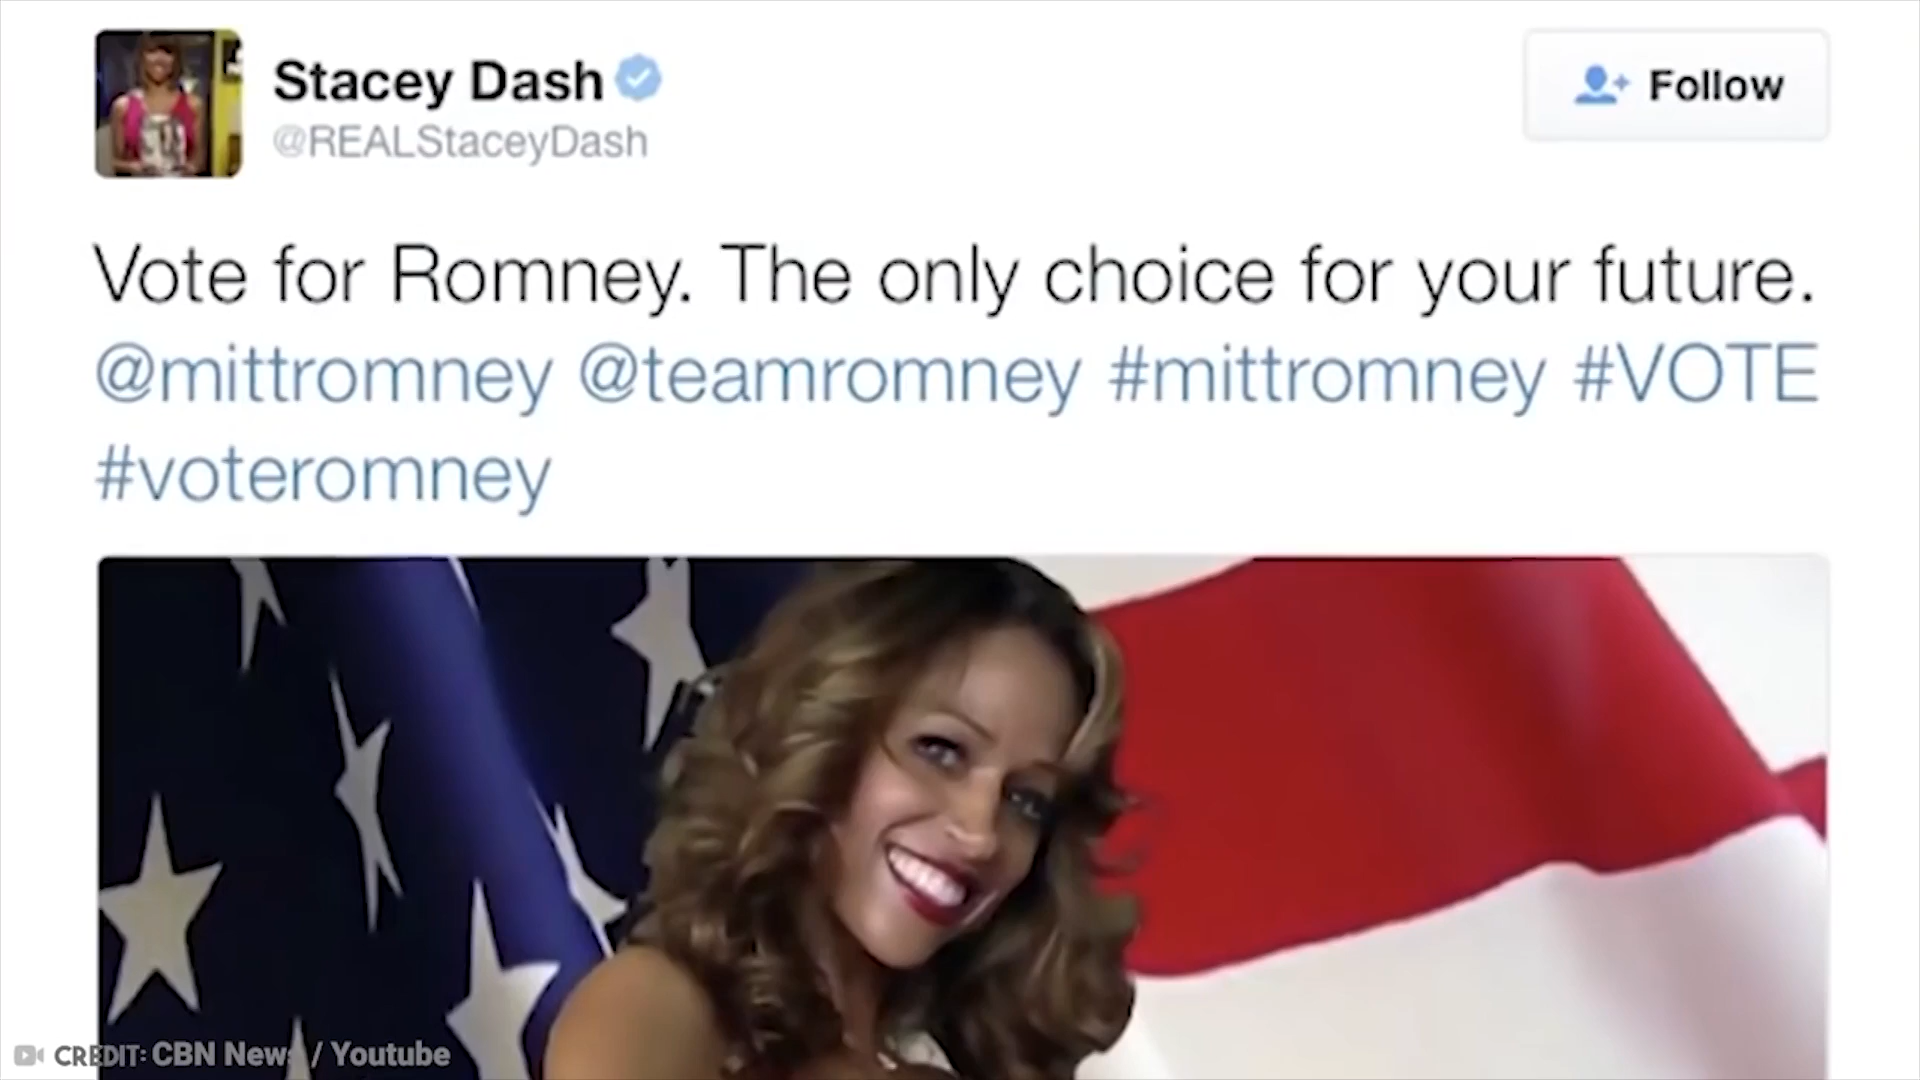 Stacey Dash
@REALStaceyDash
Follow
Vote for Romney. The only choice for your future.
@mittromney @teamromney #mittromney #VOTE
#voteromney
CREDIT: CBN News / Youtube